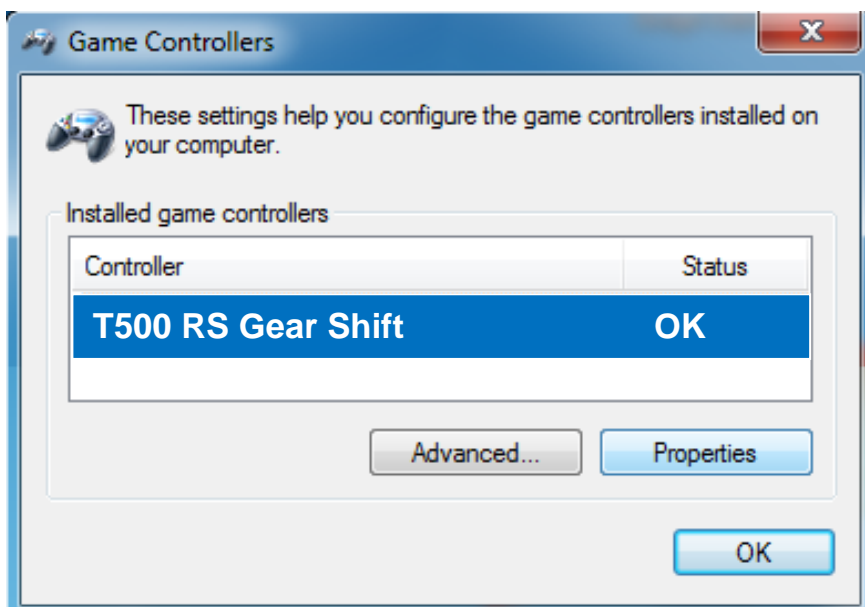 Game Controllers
x
These settings help you configure the game controllers installed on
your computer.
Installed game controllers
Controller Status
T500 RS Gear Shift OK
Advanced... Properties
OK